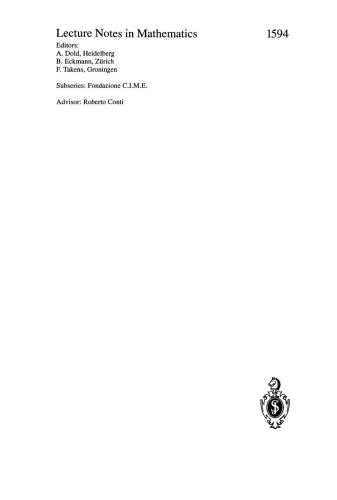 Lecture Notes in Mathematics 1594
Editors:
A. Dold, Heidelberg
B. Eckmann, Zürich
F. Takens, Groningen
Subseries: Fondazione C.I.M.E.
Advisor: Roberto Conti